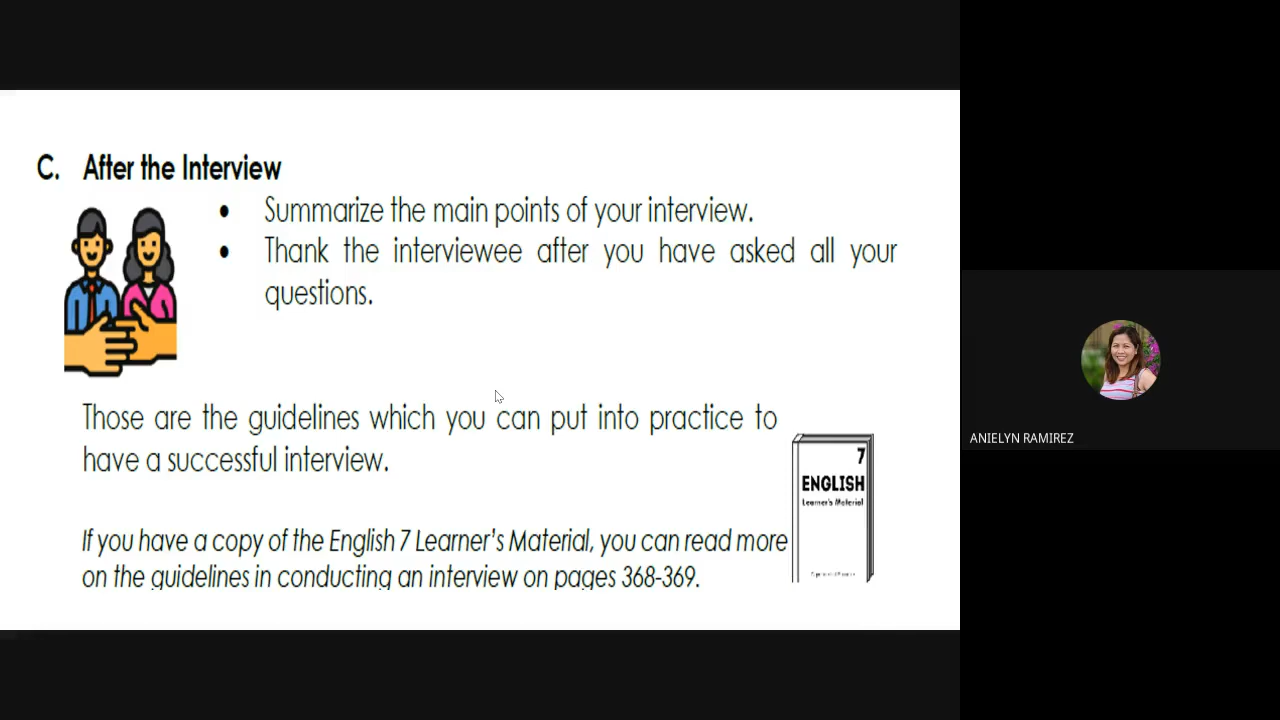 C. After the Interview
• Summarize the main points of your interview.
• Thank the interviewee after you have asked all your
questions.
Those are the guidelines which you can put into practice to
have a successful interview.
7
ENGLISH
Learner's Material
If you have a copy of the English 7 Learner's Material, you can read more
on the guidelines in conducting an interview on pages 368-369.
ANIELYN RAMIREZ